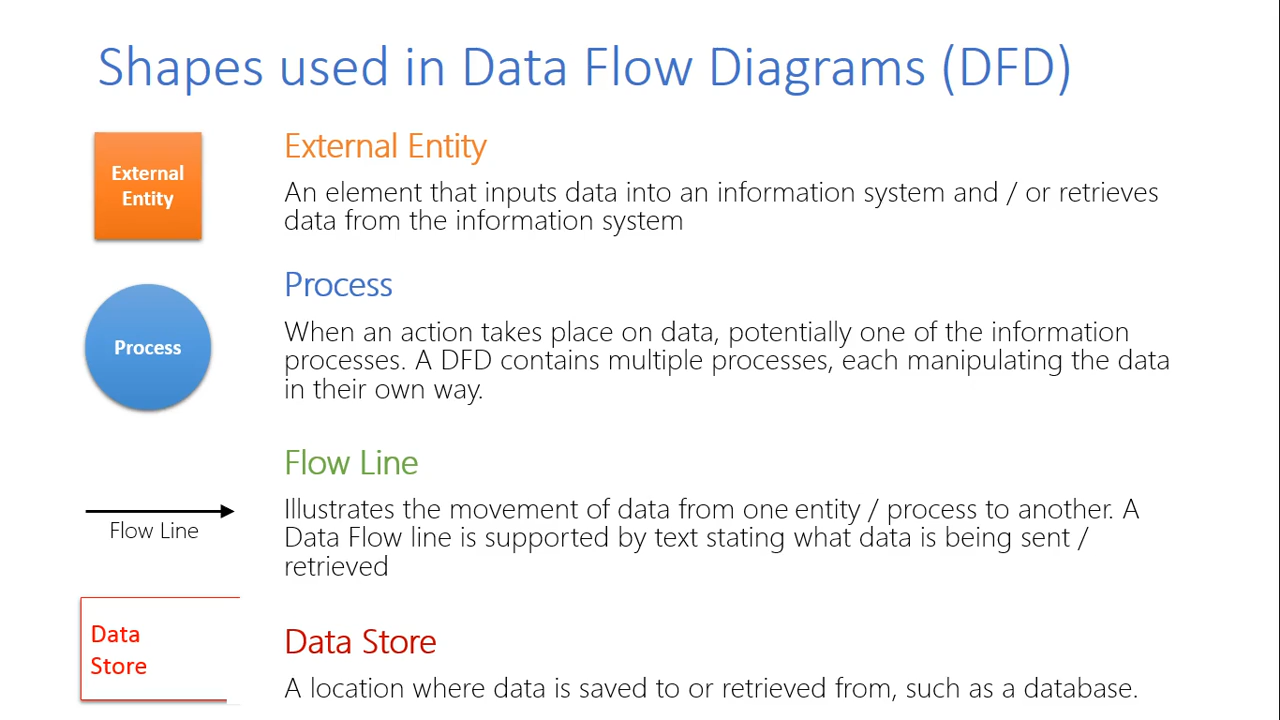 Shapes used in Data Flow Diagrams (DFD)
External
Entity
External Entity
An element that inputs data into an information system and / or retrieves
data from the information system
Process
Process
When an action takes place on data, potentially one of the information
processes. A DFD contains multiple processes, each manipulating the data
in their own way.
Flow Line
Flow Line
Illustrates the movement of data from one entity / process to another. A
Data Flow line is supported by text stating what data is being sent /
retrieved
Data
Store
Data Store
A location where data is saved to or retrieved from, such as a database.